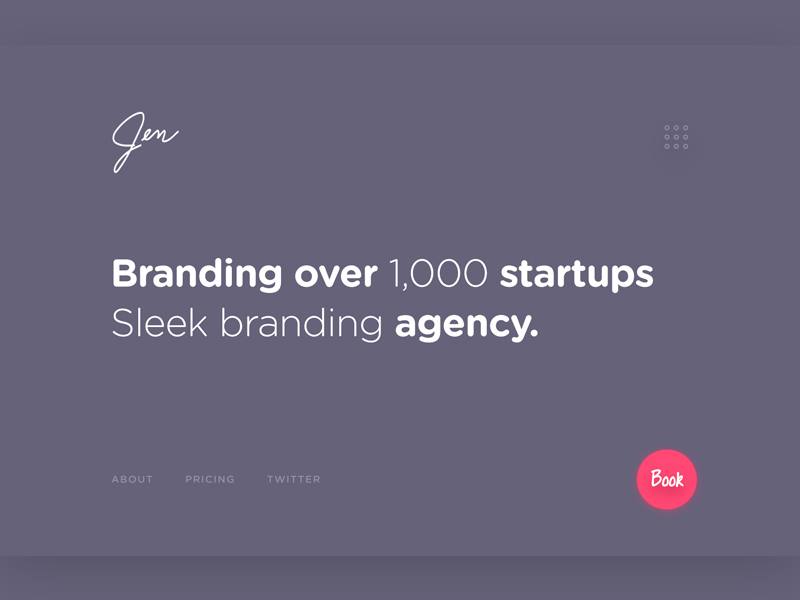 Jen
Branding over 1,000 startups
Sleek branding agency.
ABOUT PRICING TWITTER
Book